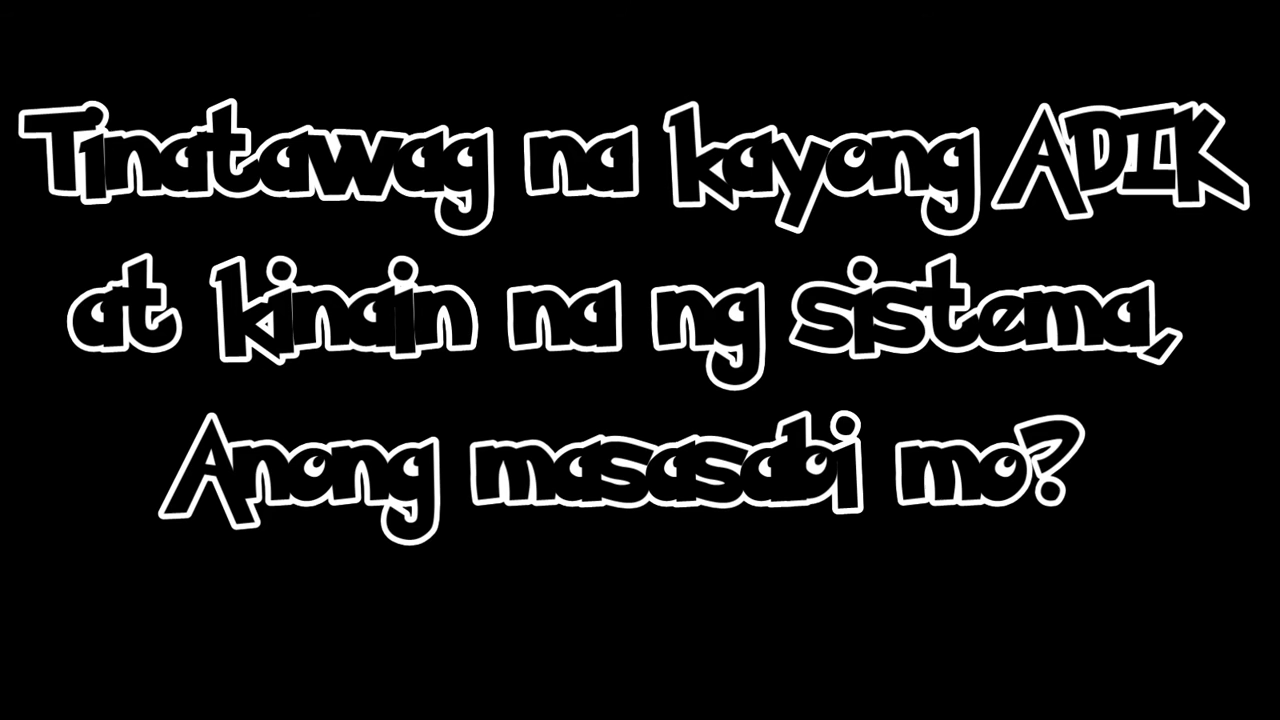 Tinatawag na kayong ADIK
at kinain na ng sistema,
Anong masasabi mo?